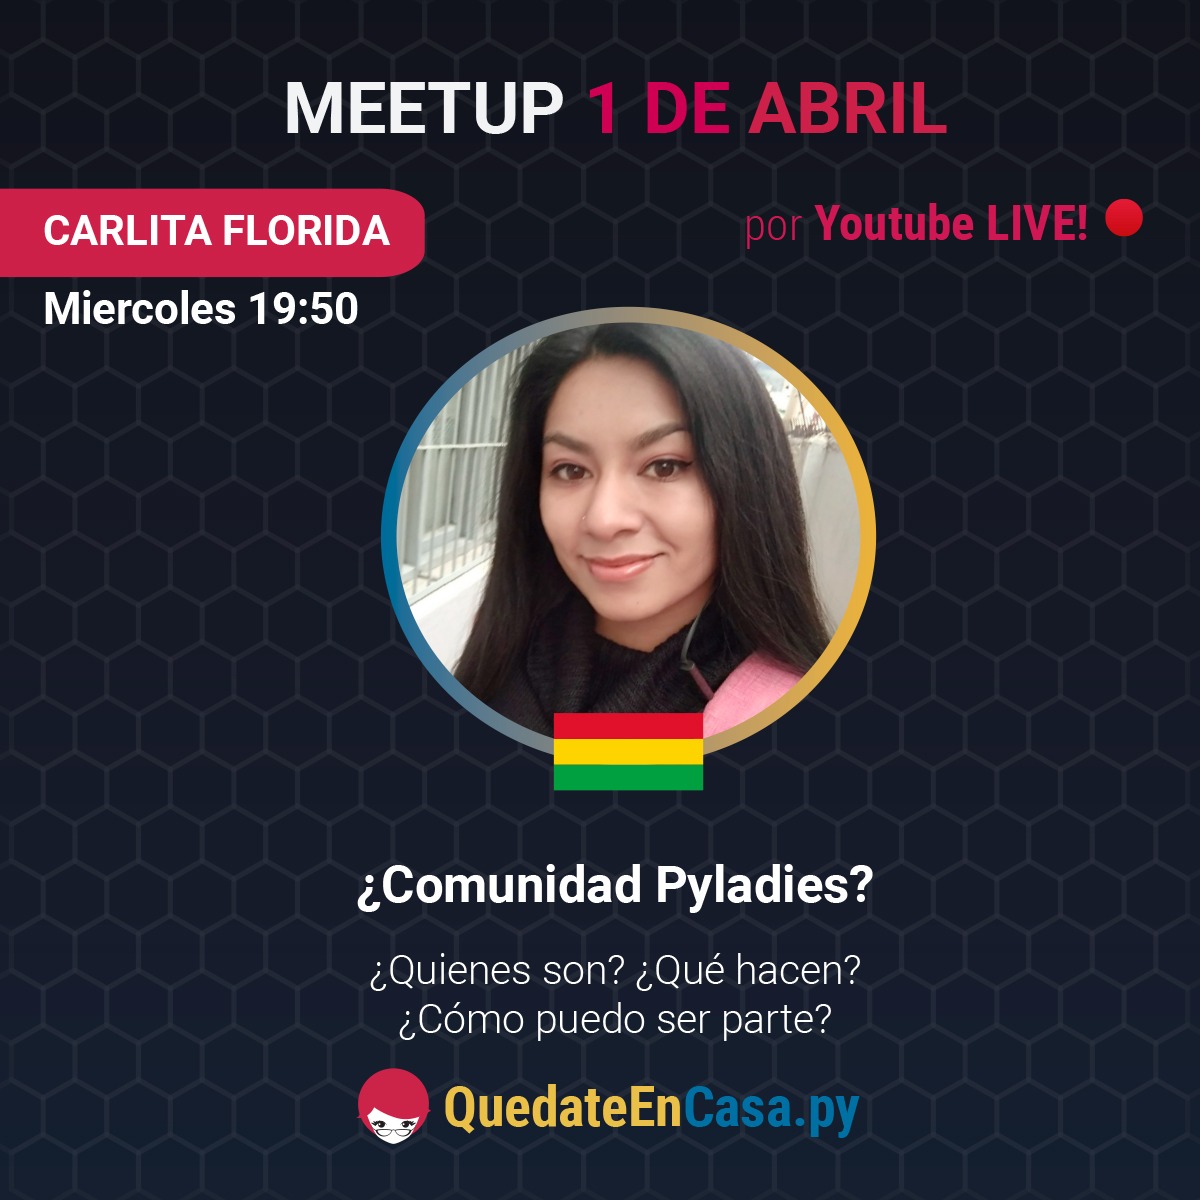 MEETUP 1 DE ABRIL
CARLITA FLORIDA
por Youtube LIVE!
Miercoles 19:50
¿Comunidad Pyladies?
¿Quienes son? ¿Qué hacen?
¿Cómo puedo ser parte?
QuedateEnCasa.py